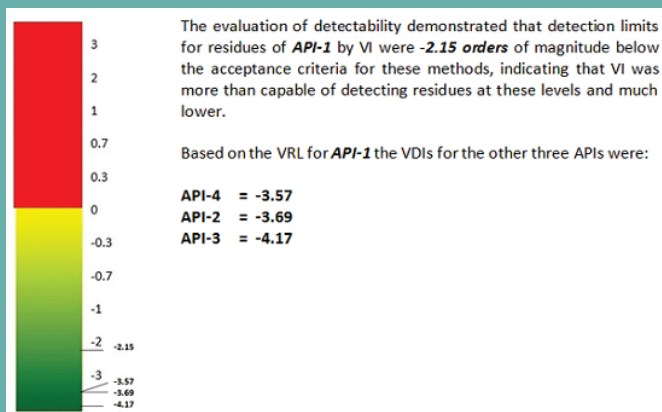 3
2
1
0.7
0.3
0
-0.3
-0.7
-1
-2
-2.15
-3
-3.57
-3.69
-4.17
The evaluation of detectability demonstrated that detection limits
for residues of API-1 by VI were -2.15 orders of magnitude below
the acceptance criteria for these methods, indicating that VI was
more than capable of detecting residues at these levels and much
lower.
Based on the VRL for API-1 the VDIs for the other three APIs were:
API-4 = -3.57
API-2 = -3.69
API-3 = -4.17